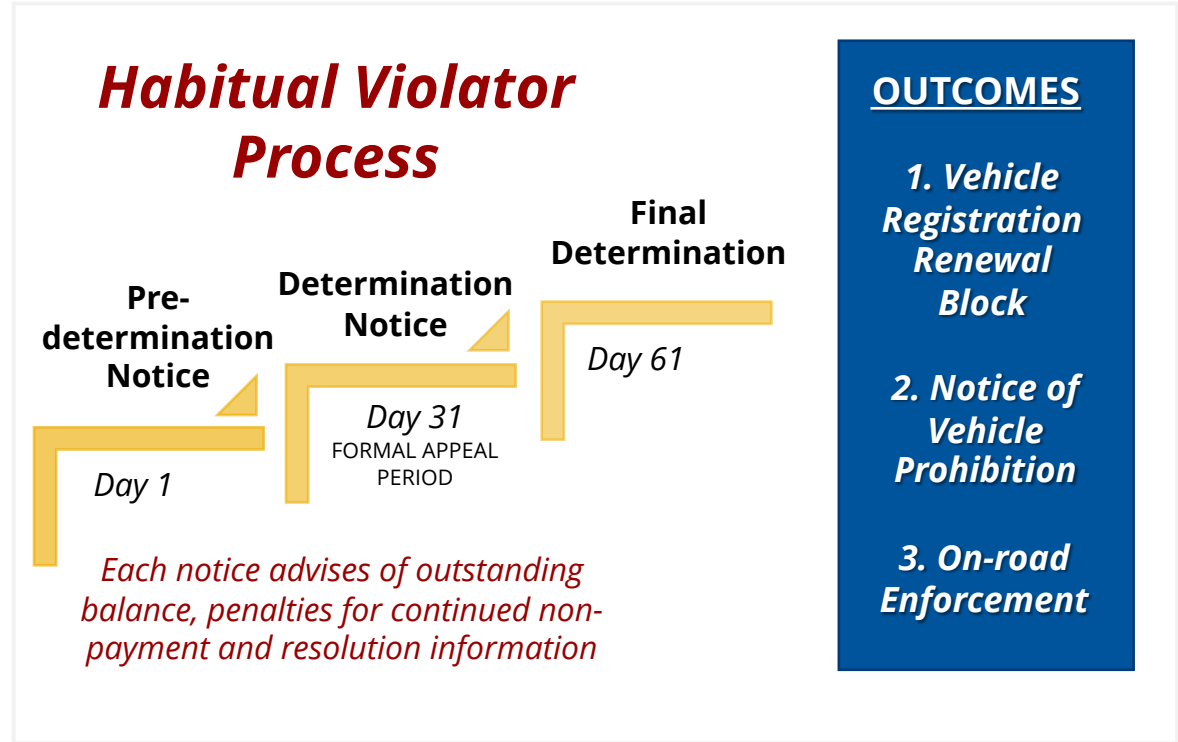 Habitual Violator
Process
Pre-
determination
Notice
Day 1
Determination
Notice
Day 31
FORMAL APPEAL
PERIOD
Final
Determination
Day 61
Each notice advises of outstanding
balance, penalties for continued non-
payment and resolution information
OUTCOMES
1. Vehicle
Registration
Renewal
Block
2. Notice of
Vehicle
Prohibition
3. On-road
Enforcement